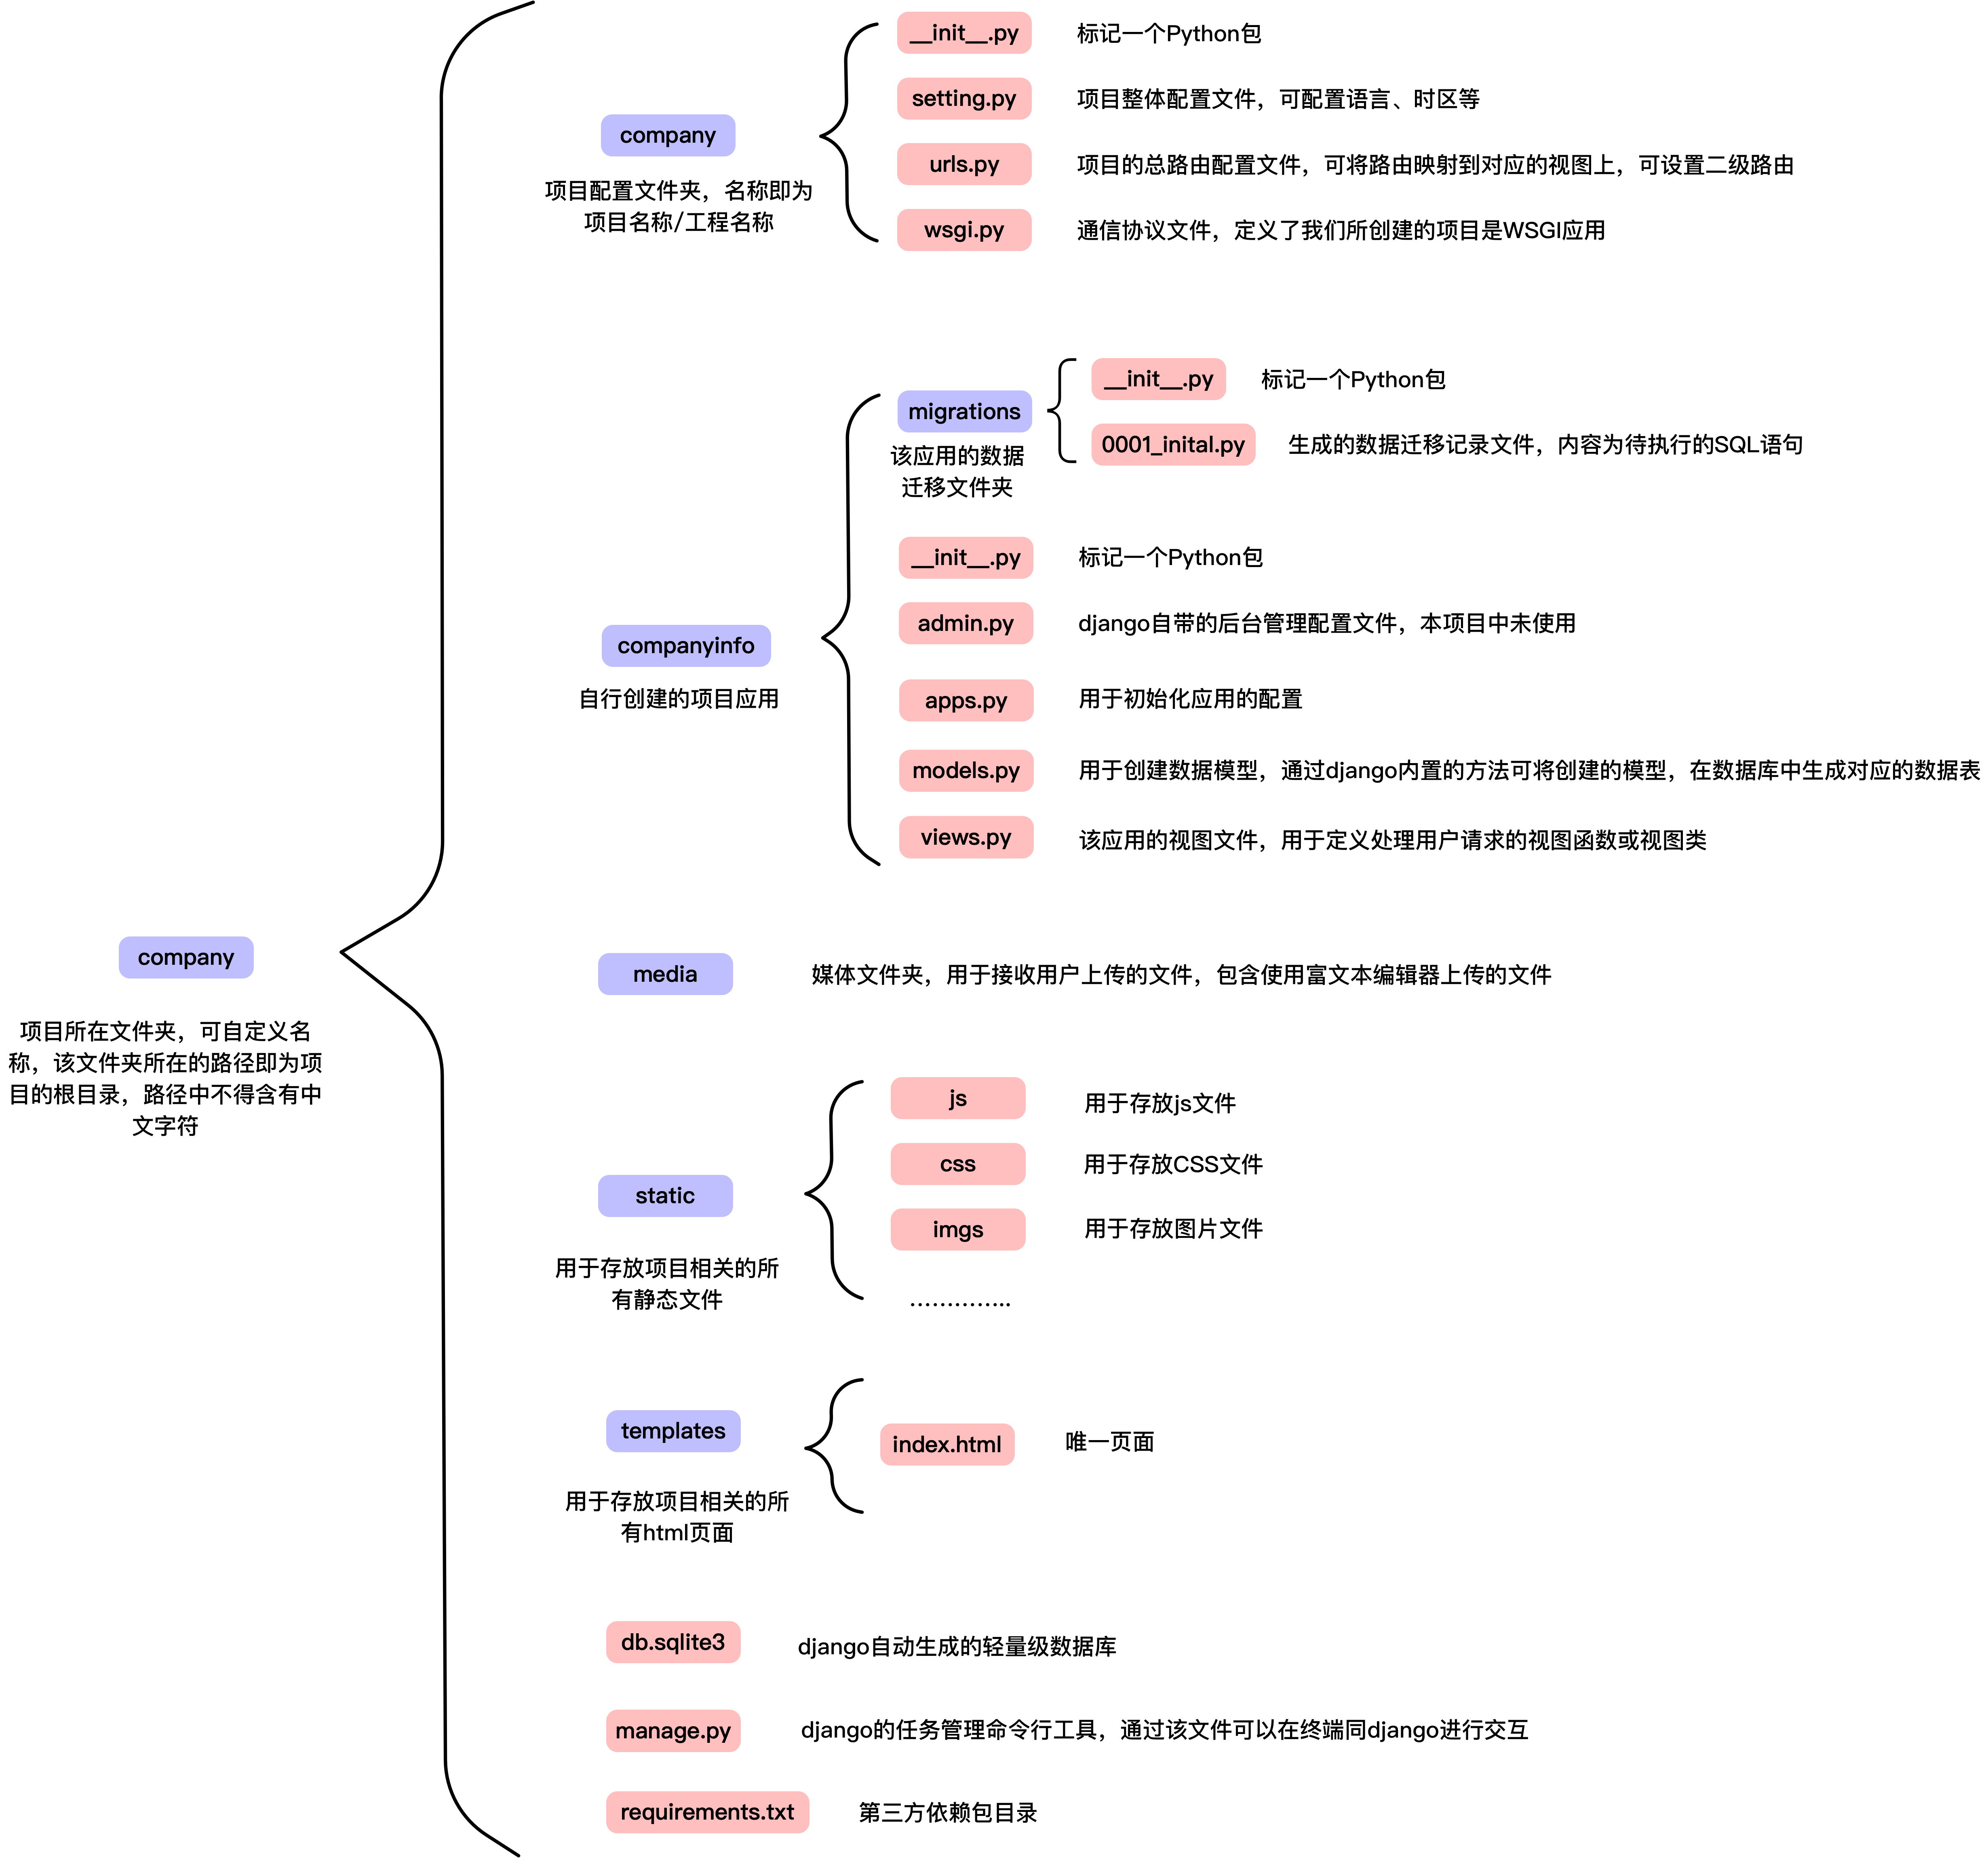 company
项目所在文件夹，可自定义名
称，该文件夹所在的路径即为项
目的根目录，路径中不得含有中
文字符
company
项目配置文件夹，名称即为
项目名称/工程名称
__init__.py
标记一个Python包
setting.py
项目整体配置文件，可配置语言、时区等
urls.py
项目的总路由配置文件，可将路由映射到对应的视图上，可设置二级路由
wsgi.py
通信协议文件，定义了我们所创建的项目是WSGI应用
companyinfo
自行创建的项目应用
migrations
该应用的数据
迁移文件夹
__init__.py
标记一个Python包
0001_inital.py
生成的数据迁移记录文件，内容为待执行的SQL语句
__init__.py
标记一个Python包
admin.py
django自带的后台管理配置文件，本项目中未使用
apps.py
用于初始化应用的配置
models.py
用于创建数据模型，通过django内置的方法可将创建的模型，在数据库中生成对应的数据表
views.py
该应用的视图文件，用于定义处理用户请求的视图函数或视图类
media
媒体文件夹，用于接收用户上传的文件，包含使用富文本编辑器上传的文件
static
用于存放项目相关的所
有静态文件
js
用于存放js文件
css
用于存放CSS文件
imgs
用于存放图片文件
…………..
templates
用于存放项目相关的所
有html页面
index.html
唯一页面
db.sqlite3
django自动生成的轻量级数据库
manage.py
django的任务管理命令行工具，通过该文件可以在终端同django进行交互
requirements.txt
第三方依赖包目录